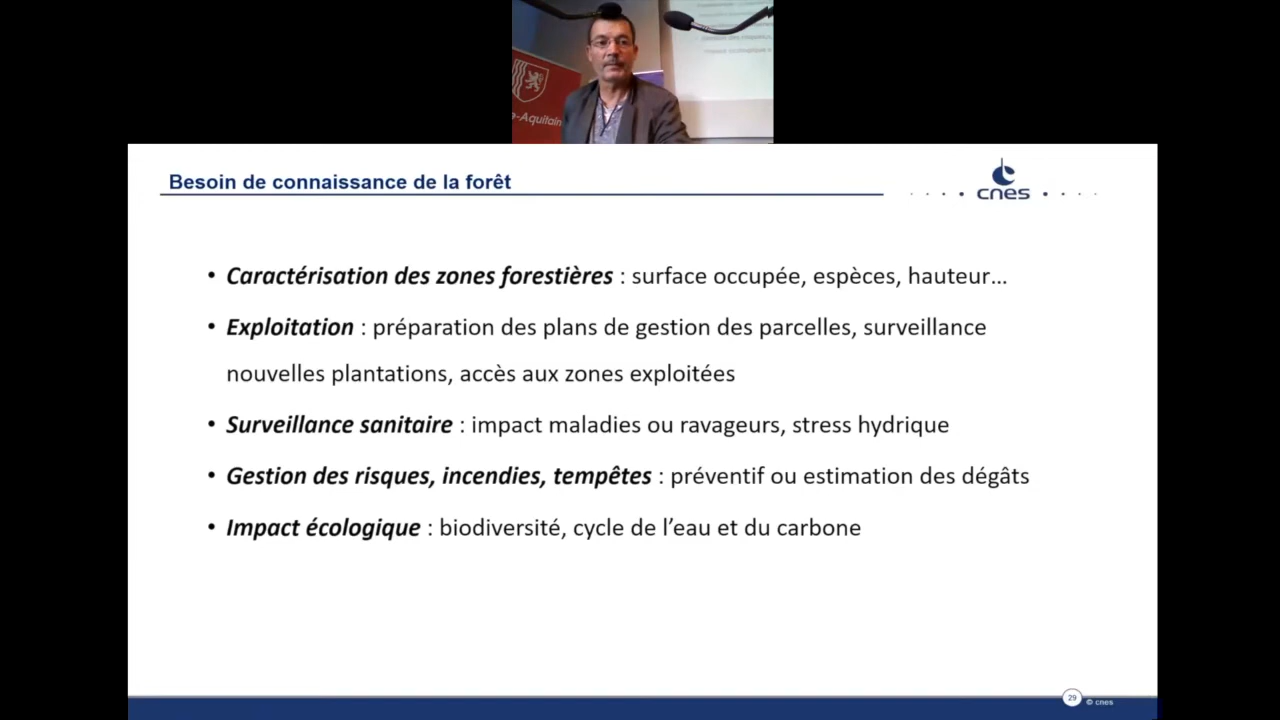 e-Aquitain
Besoin de connaissance de la forêt
cnes
• Caractérisation des zones forestières : surface occupée, espèces, hauteur…
• Exploitation : préparation des plans de gestion des parcelles, surveillance
nouvelles plantations, accès aux zones exploitées
• Surveillance sanitaire : impact maladies ou ravageurs, stress hydrique
• Gestion des risques, incendies, tempêtes : préventif ou estimation des dégâts
• Impact écologique : biodiversité, cycle de l’eau et du carbone
29
© cnes